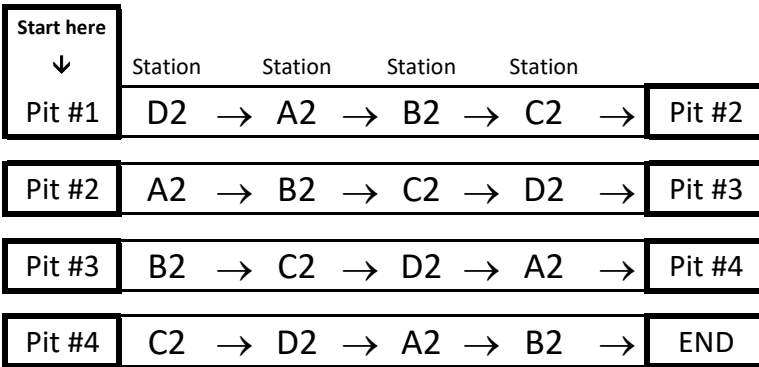 Start here
↓
Station Station Station Station
Pit #1 D2 → A2 → B2 → C2 → Pit #2
Pit #2 A2 → B2 → C2 → D2 → Pit #3
Pit #3 B2 → C2 → D2 → A2 → Pit #4
Pit #4 C2 → D2 → A2 → B2 → END